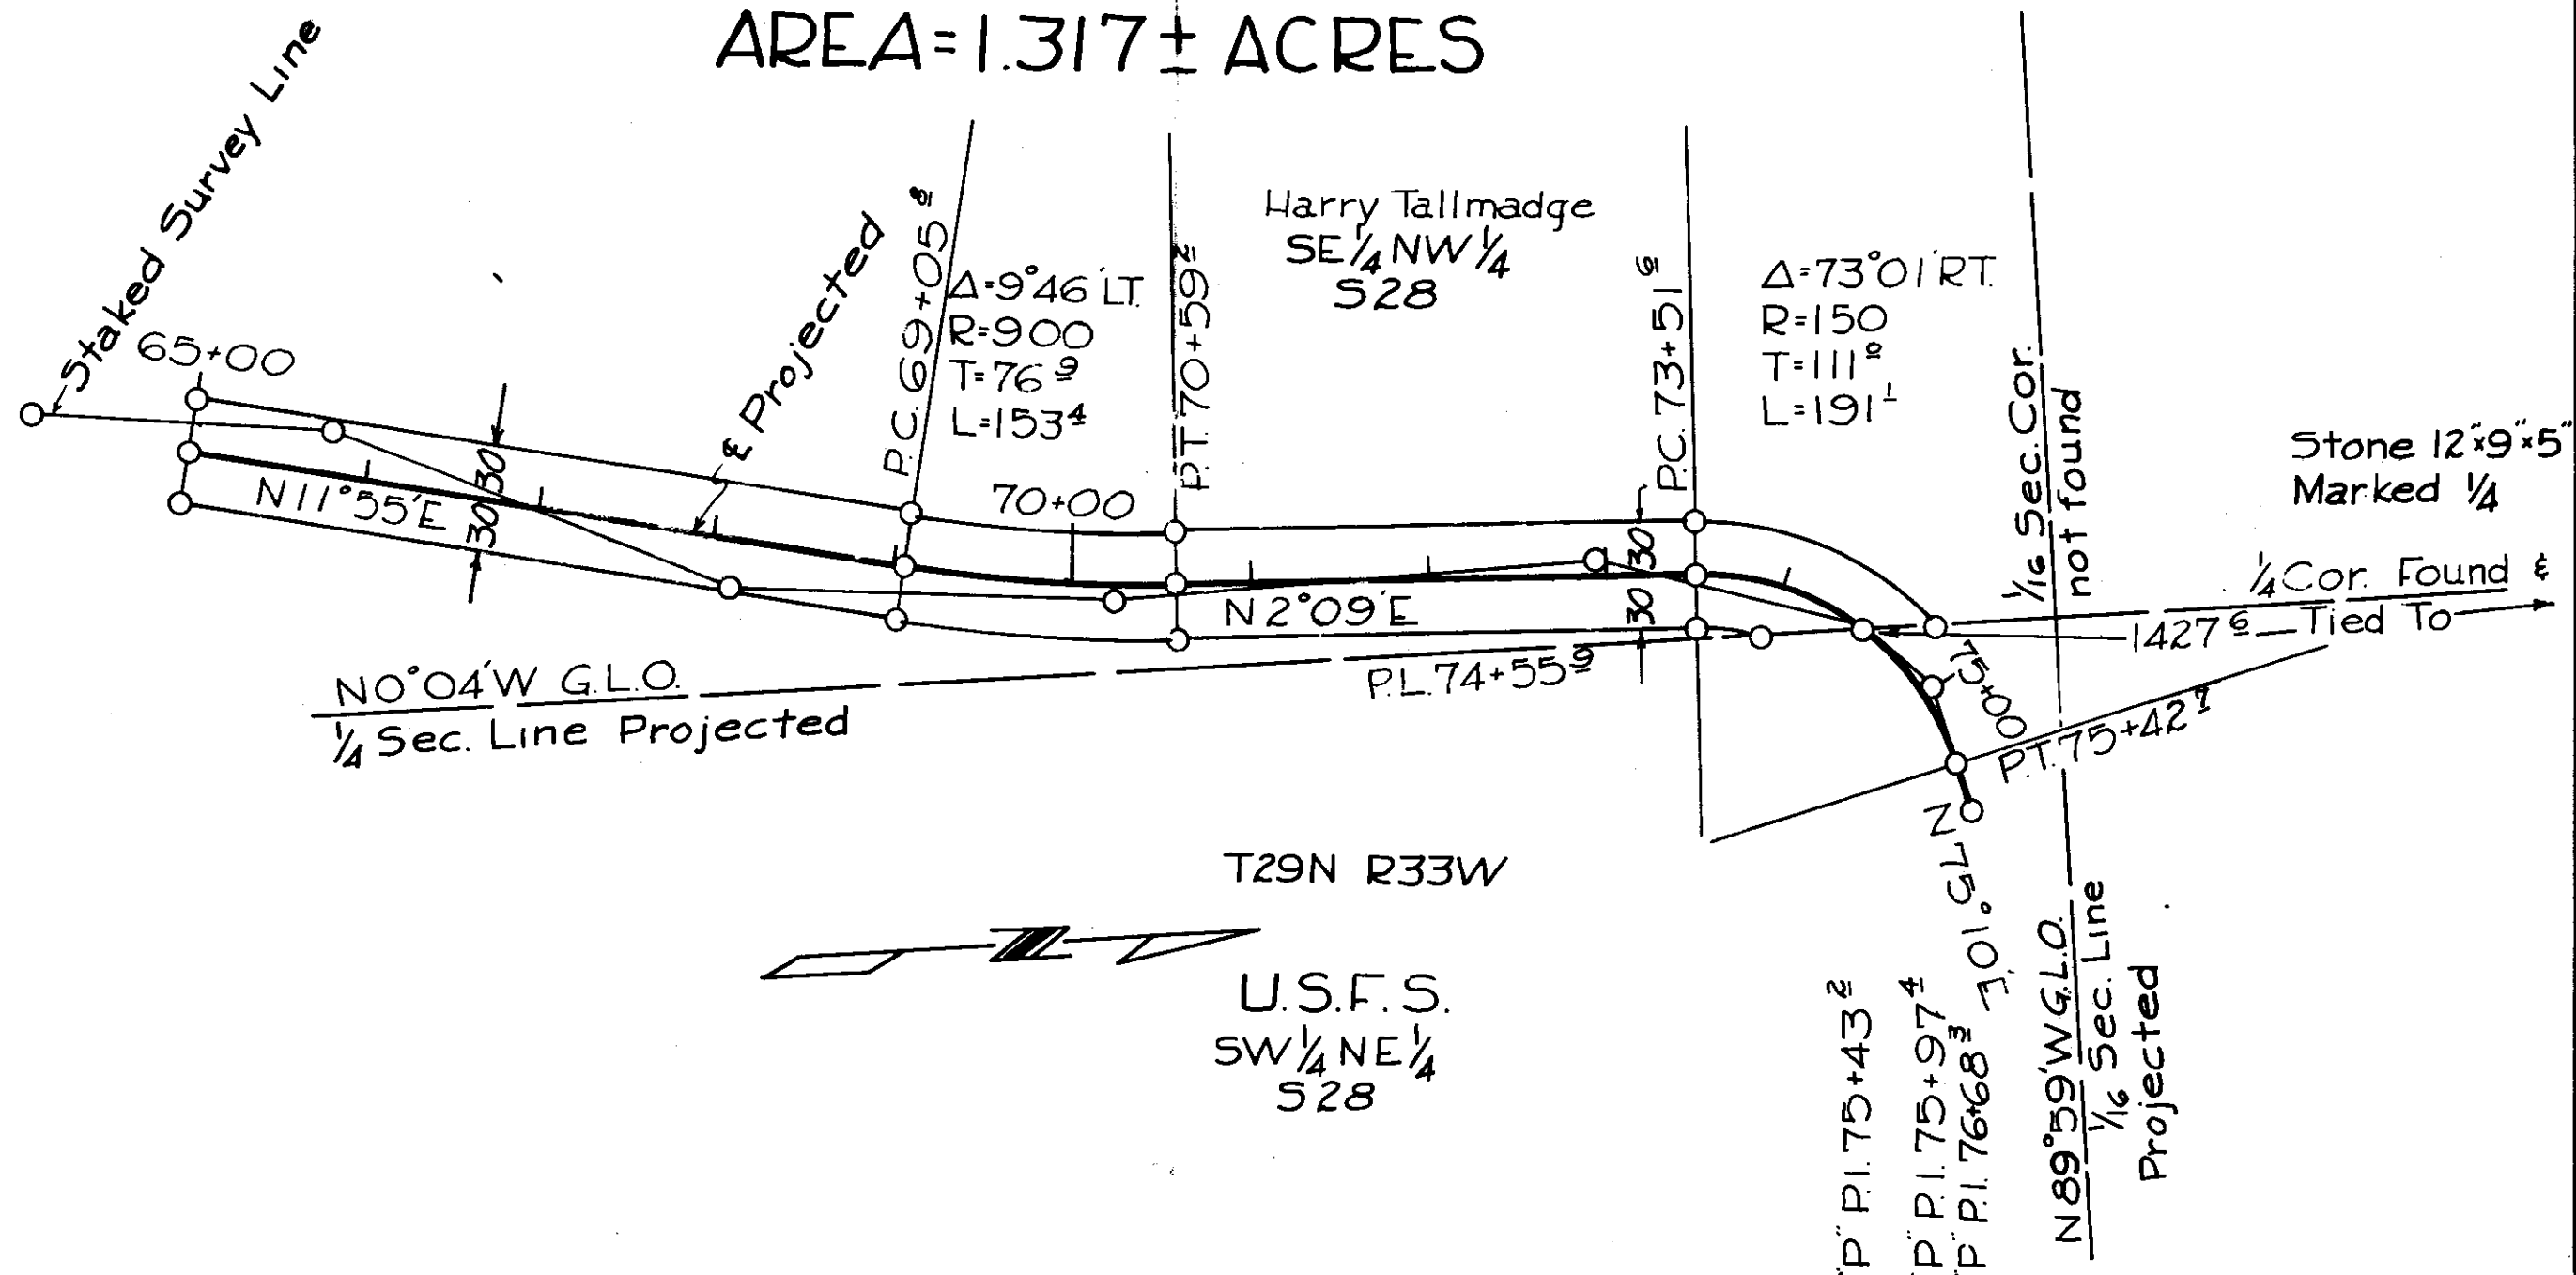 AREA=1.317± ACRES
Staked Survey Line
65+00
℄ Projected
P.C. 69+05⁸
Δ=9°46'LT.
R=900
T=76⁹
L=153⁴
P.T. 70+59²
Harry Tallmadge
SE¼ NW¼
S28
P.C. 73+51⁶
Δ=73°01'RT.
R=150
T=111⁰
L=191¹
1/16 Sec. Cor.
not found
Stone 12"x9"x5"
Marked ¼
¼ Cor. Found &
Tied To
1427⁶
N11°55'E
30
30
70+00
N2°09'E
30
30
P.L. 74+55⁹
75+00
P.T. 75+42⁷
N75°10'E
N0°04'W G.L.O.
¼ Sec. Line Projected
T29N R33W
U.S.F.S.
SW¼ NE¼
S28
"P" P.I. 75+43²
"P" P.I. 75+97⁴
"P" P.I. 76+68³
N89°59'W G.L.O.
1/16 Sec. Line
Projected